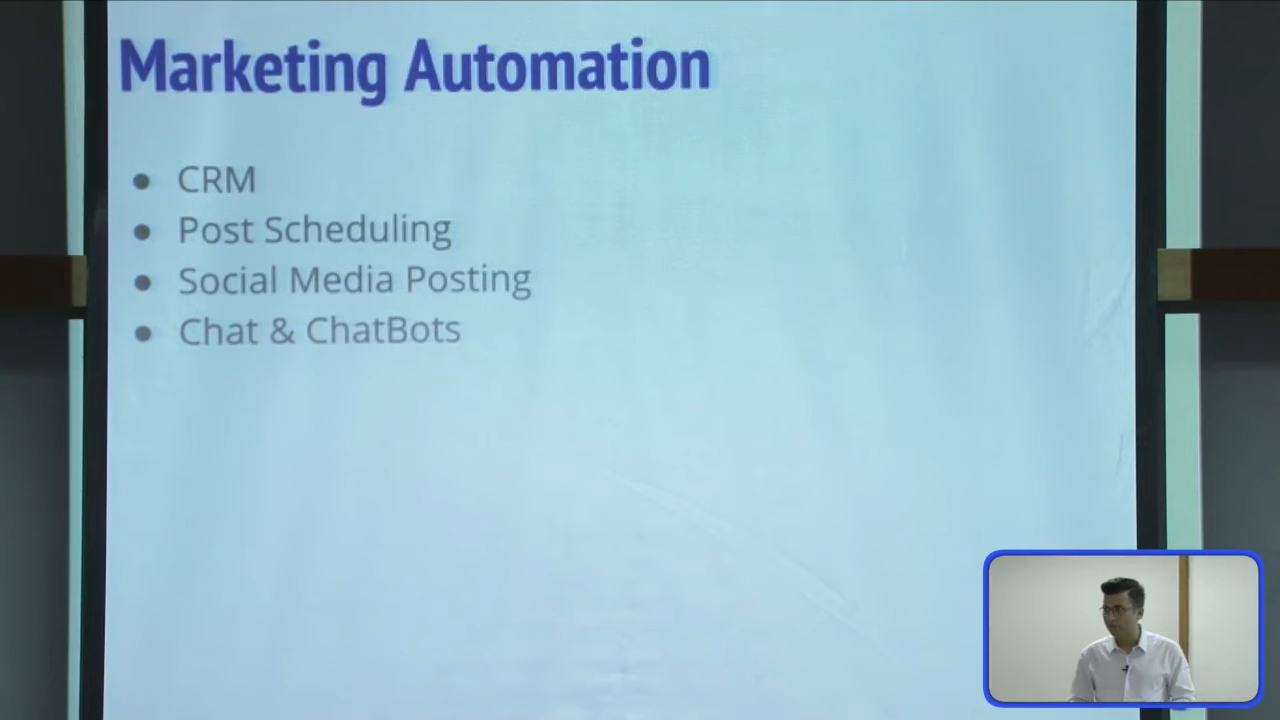 Marketing Automation
● CRM
● Post Scheduling
● Social Media Posting
● Chat & ChatBots